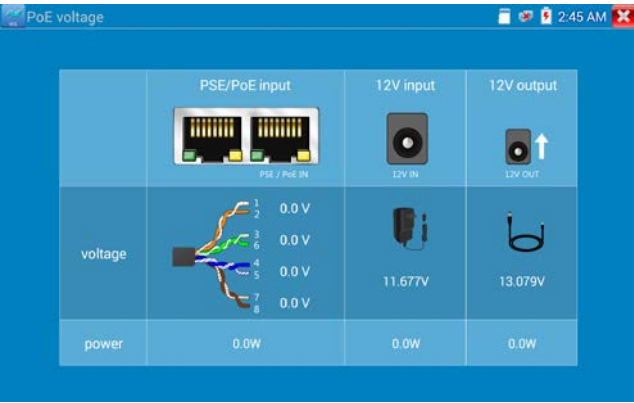 PoE voltage 2:45 AM
PSE/PoE input 12V input 12V output
PSE / PoE IN 12V IN 12V OUT
1
2 0.0 V
3
6 0.0 V
4
5 0.0 V
7
8 0.0 V
voltage 11.677V 13.079V
power 0.0W 0.0W 0.0W